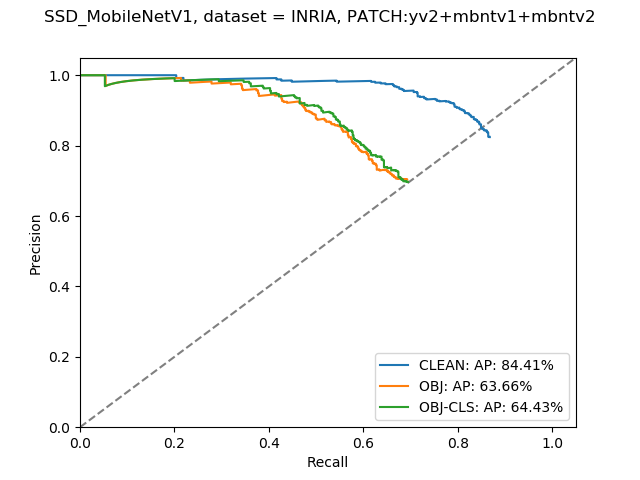 SSD_MobileNetV1, dataset = INRIA, PATCH:yv2+mbntv1+mbntv2
1.0
0.8
0.6
0.4
0.2
0.0
Precision
CLEAN: AP: 84.41%
OBJ: AP: 63.66%
OBJ-CLS: AP: 64.43%
0.0 0.2 0.4 0.6 0.8 1.0
Recall